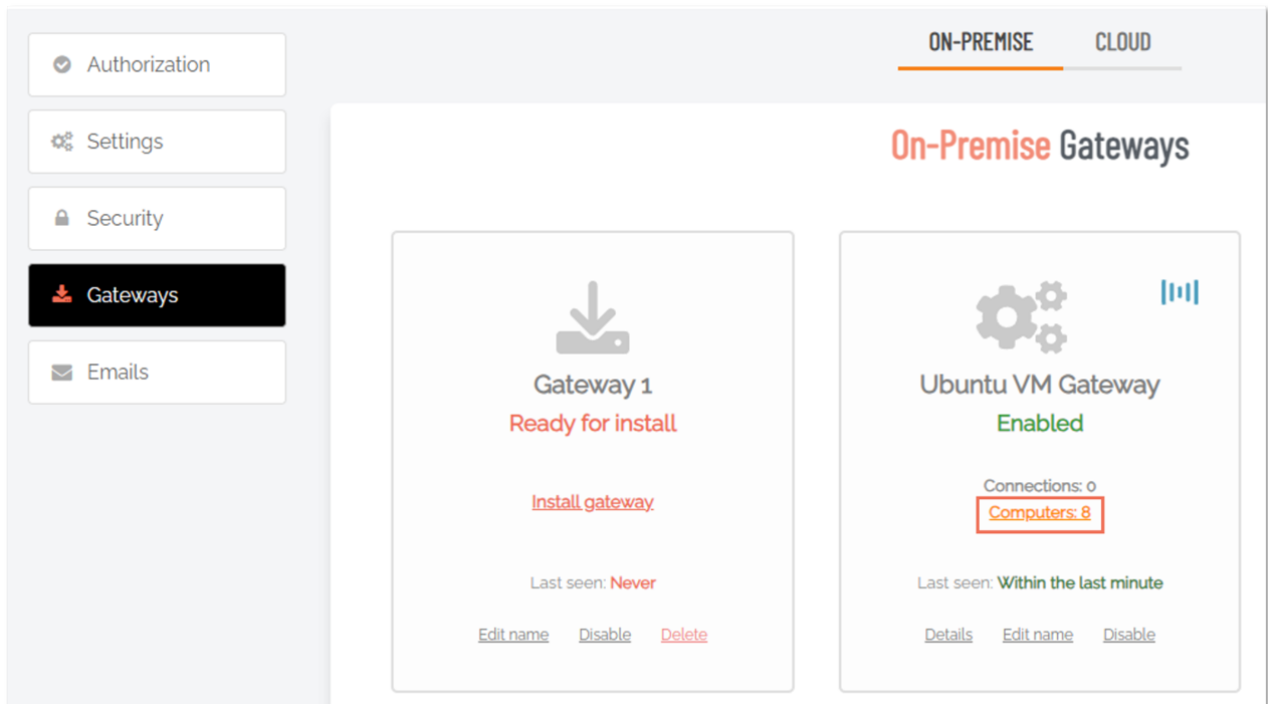 Authorization
Settings
Security
Gateways
Emails
ON-PREMISE CLOUD
On-Premise Gateways
Gateway 1
Ready for install
Install gateway
Last seen: Never
Edit name Disable Delete
Ubuntu VM Gateway
Enabled
Connections: 0
Computers: 8
Last seen: Within the last minute
Details Edit name Disable